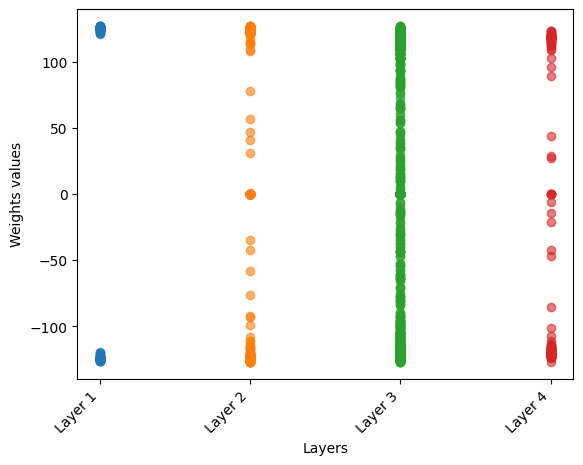 100
50
0
−50
−100
Weights values
Layer 1
Layer 2
Layer 3
Layer 4
Layers